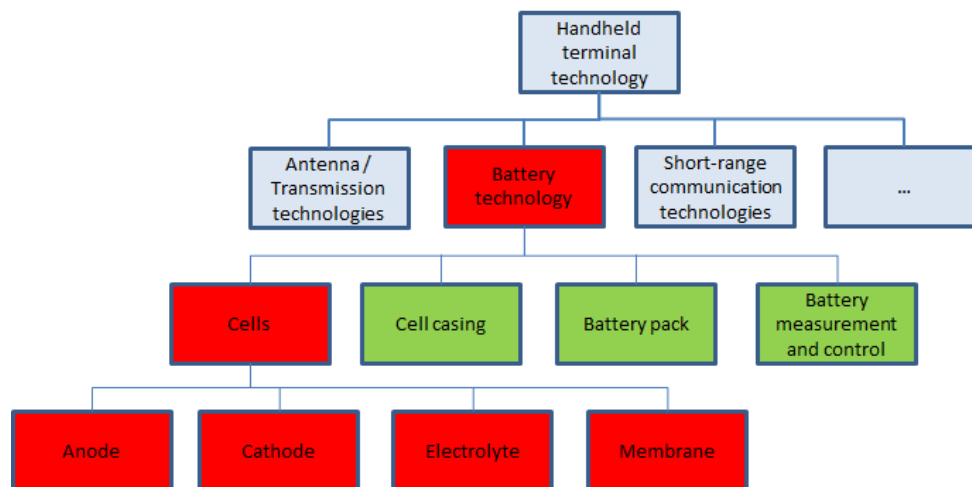 Handheld
terminal
technology
Antenna /
Transmission
technologies
Battery
technology
Short-range
communication
technologies
...
Cells
Cell casing
Battery pack
Battery
measurement
and control
Anode
Cathode
Electrolyte
Membrane